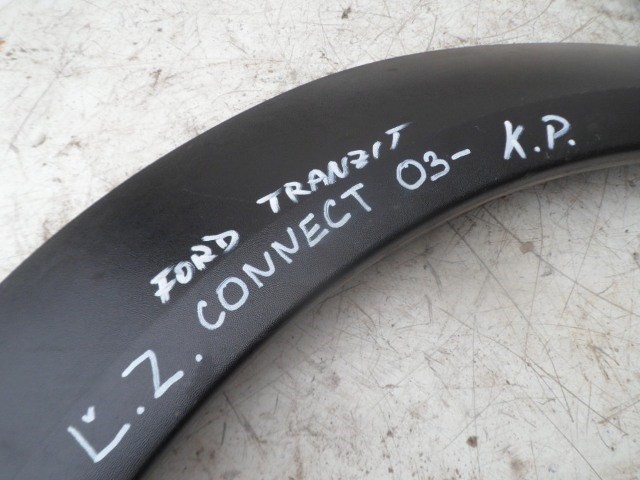 FORD TRANZIT
Ľ.Z. CONNECT 03- K.P.